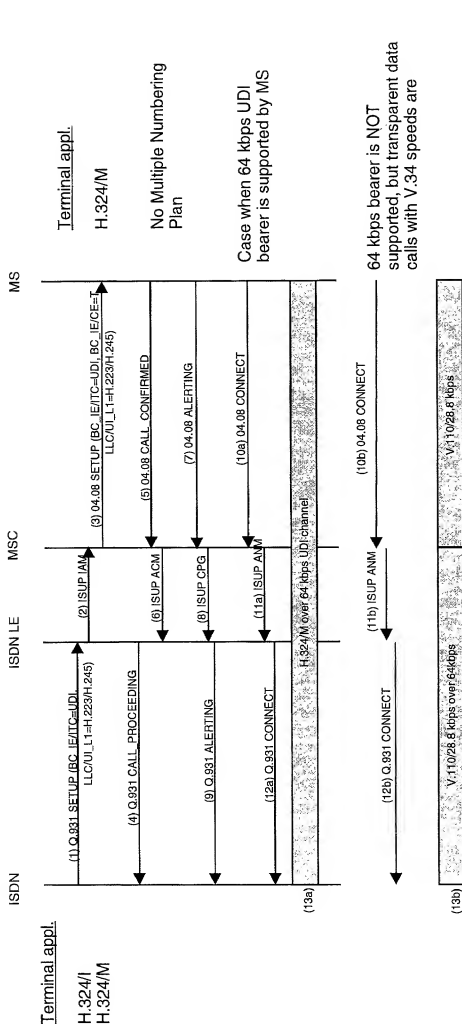 ISDN
ISDN LE
MSC
MS
Terminal appl.
H.324/I
H.324/M
Terminal appl.
H.324/M
No Multiple Numbering
Plan
Case when 64 kbps UDI
bearer is supported by MS
64 kbps bearer is NOT
supported, but transparent data
calls with V.34 speeds are
(1) Q.931 SETUP (BC_IE/ITC=UDI,
LLC/UI_L1=H.223/H.245)
(2) ISUP IAM
(3) 04.08 SETUP (BC_IE/ITC=UDI, BC_IE/CE=T,
LLC/UI_L1=H.223/H.245)
(4) Q.931 CALL_PROCEEDING
(5) 04.08 CALL_CONFIRMED
(6) ISUP ACM
(7) 04.08 ALERTING
(8) ISUP CPG
(9) Q.931 ALERTING
(10a) 04.08 CONNECT
(11a) ISUP ANM
(12a) Q.931 CONNECT
(13a)
H.324/M over 64 kbps UDI channel
(10b) 04.08 CONNECT
(11b) ISUP ANM
(12b) Q.931 CONNECT
(13b)
V.110/28.8 kbps over 64kbps
V.110/28.8 kbps